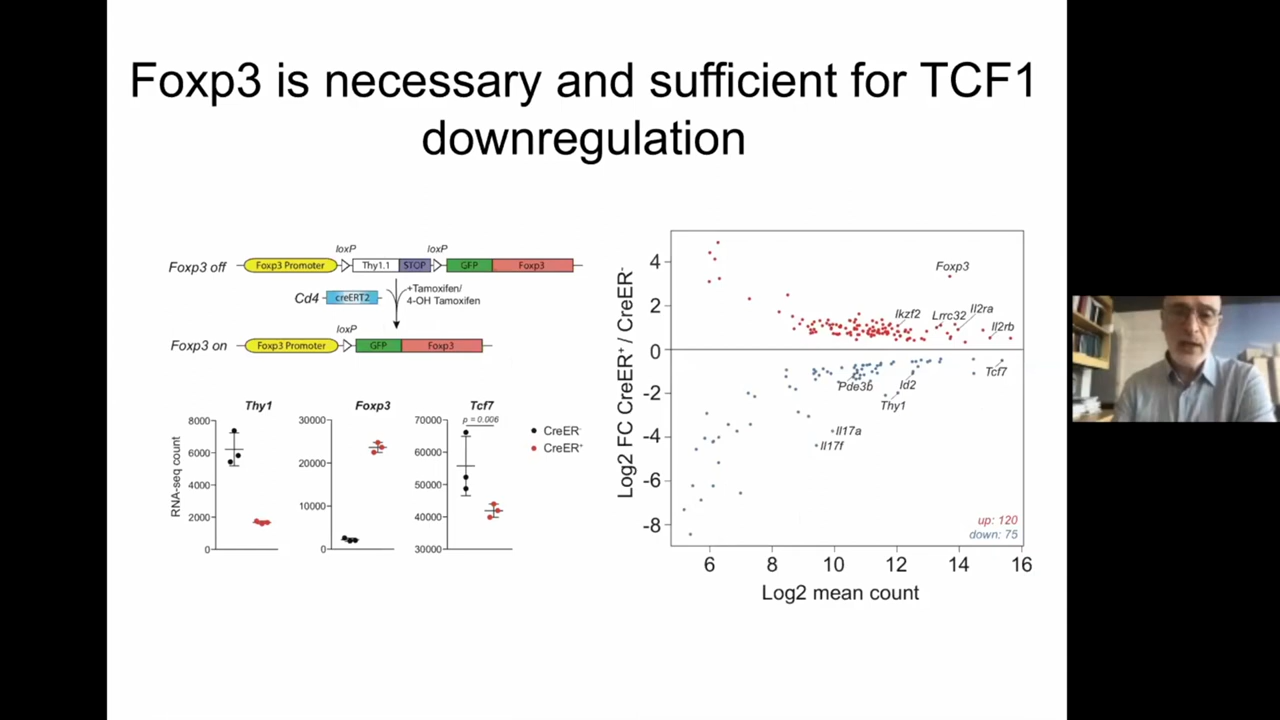 Foxp3 is necessary and sufficient for TCF1
downregulation
loxP loxP
Foxp3 off Foxp3 Promoter Thy1.1 STOP GFP Foxp3
Cd4 creERT2
+Tamoxifen/
4-OH Tamoxifen
loxP
Foxp3 on Foxp3 Promoter GFP Foxp3
Thy1
RNA-seq count
8000
6000
4000
2000
0
Foxp3
30000
20000
10000
0
Tcf7
p = 0.006
70000
60000
50000
40000
30000
CreER-
CreER+
Log2 FC CreER+ / CreER-
4
2
0
-2
-4
-6
-8
Foxp3
Ikzf2
Lrrc32
Il2ra
Il2rb
Tcf7
Pde3b
Id2
Thy1
Il17a
Il17f
up: 120
down: 75
6 8 10 12 14 16
Log2 mean count